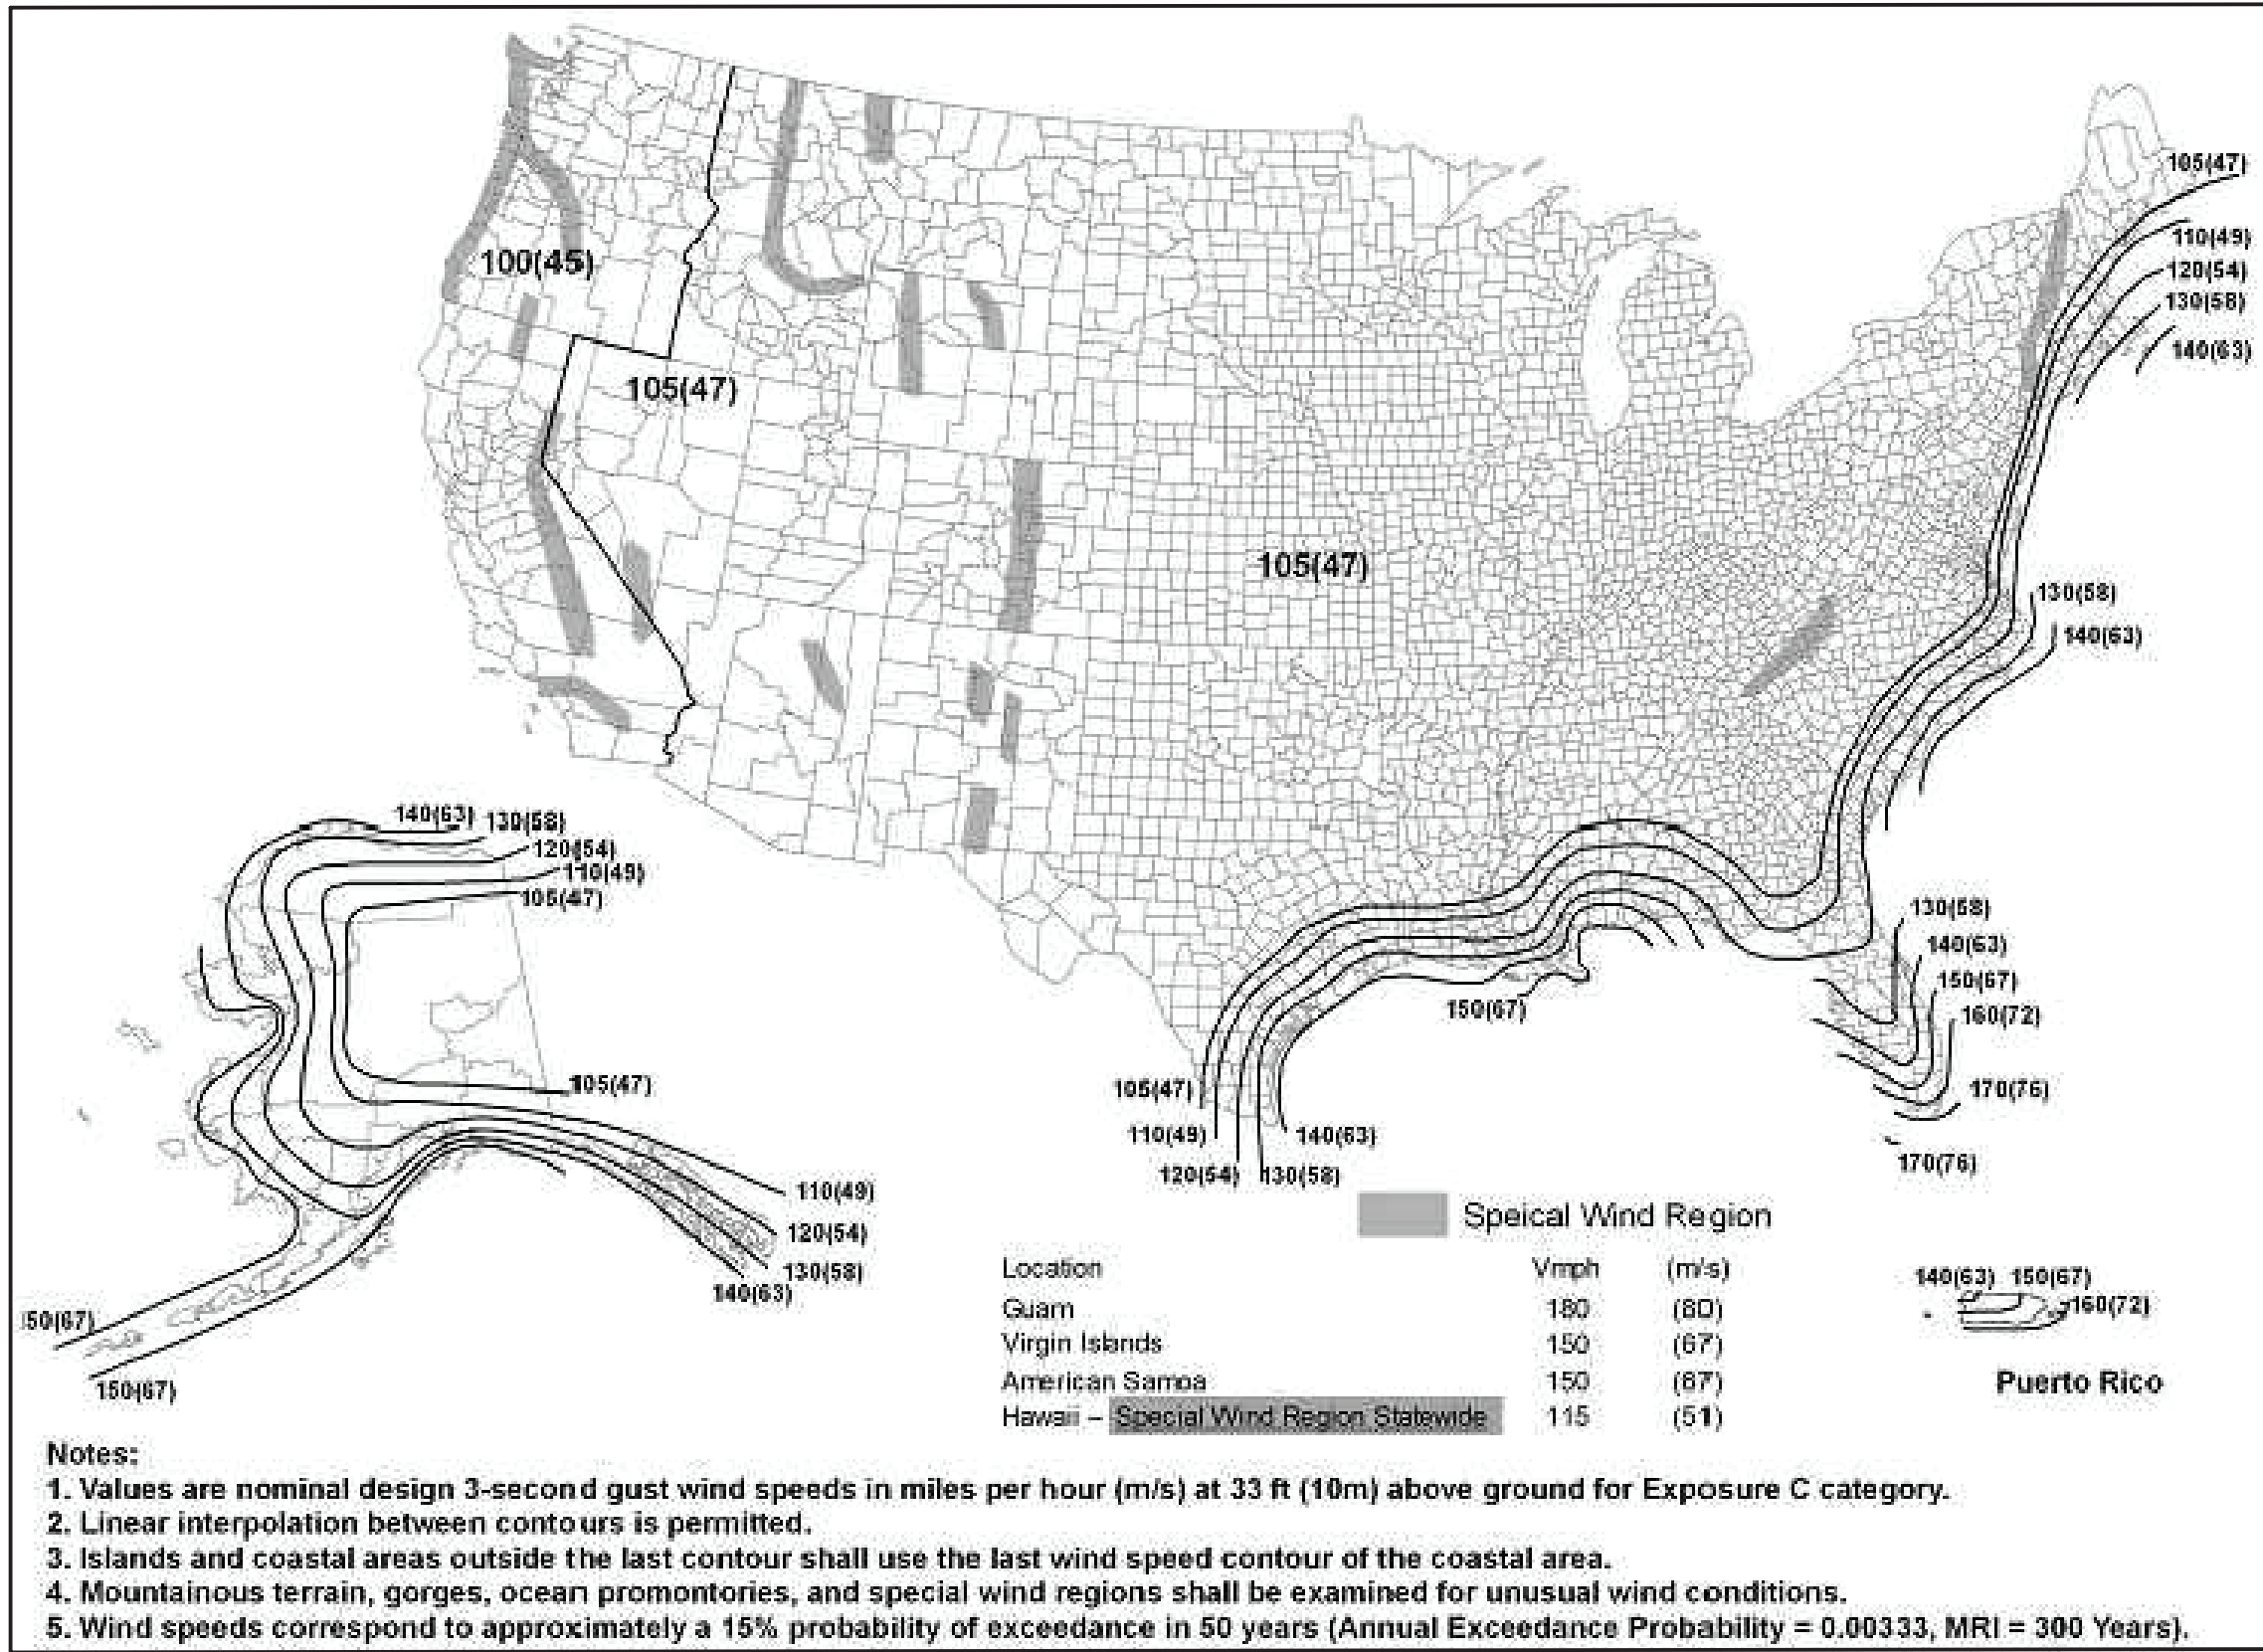 105(47)
110(49)
120(54)
130(58)
140(63)
100(45)
105(47)
105(47)
130(58)
140(63)
140(63) 130(58)
120(54)
110(49)
105(47)
130(58)
140(63)
150(67)
160(72)
170(76)
170(76)
150(67)
105(47)
105(47)
110(49)
140(63)
120(54)
130(58)
110(49)
120(54)
130(58)
140(63)
50(67)
150(67)
Speical Wind Region
Location Vmph (m/s)
Guam 180 (80)
Virgin Islands 150 (67)
American Samoa 150 (67)
Hawaii – Special Wind Region Statewide 115 (51)
140(63) 150(67)
160(72)
Puerto Rico
Notes:
1. Values are nominal design 3-second gust wind speeds in miles per hour (m/s) at 33 ft (10m) above ground for Exposure C category.
2. Linear interpolation between contours is permitted.
3. Islands and coastal areas outside the last contour shall use the last wind speed contour of the coastal area.
4. Mountainous terrain, gorges, ocean promontories, and special wind regions shall be examined for unusual wind conditions.
5. Wind speeds correspond to approximately a 15% probability of exceedance in 50 years (Annual Exceedance Probability = 0.00333, MRI = 300 Years).